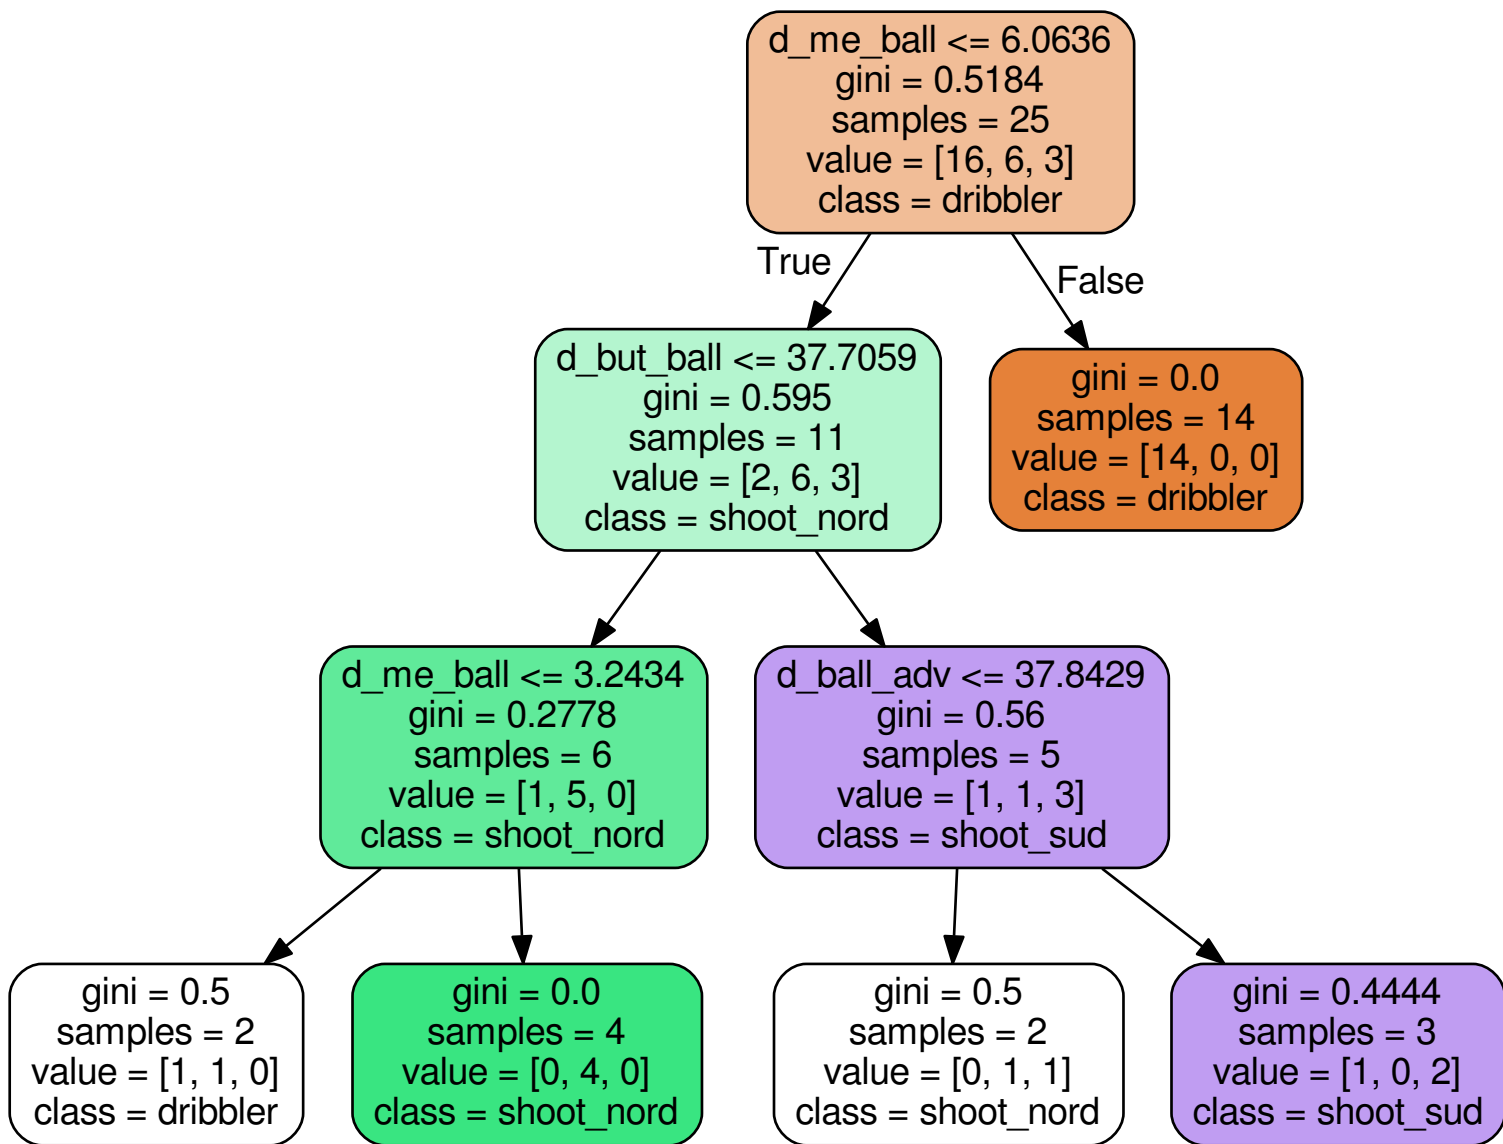 d_me_ball <= 6.0636
gini = 0.5184
samples = 25
value = [16, 6, 3]
class = dribbler
True
False
d_but_ball <= 37.7059
gini = 0.595
samples = 11
value = [2, 6, 3]
class = shoot_nord
gini = 0.0
samples = 14
value = [14, 0, 0]
class = dribbler
d_me_ball <= 3.2434
gini = 0.2778
samples = 6
value = [1, 5, 0]
class = shoot_nord
d_ball_adv <= 37.8429
gini = 0.56
samples = 5
value = [1, 1, 3]
class = shoot_sud
gini = 0.5
samples = 2
value = [1, 1, 0]
class = dribbler
gini = 0.0
samples = 4
value = [0, 4, 0]
class = shoot_nord
gini = 0.5
samples = 2
value = [0, 1, 1]
class = shoot_nord
gini = 0.4444
samples = 3
value = [1, 0, 2]
class = shoot_sud